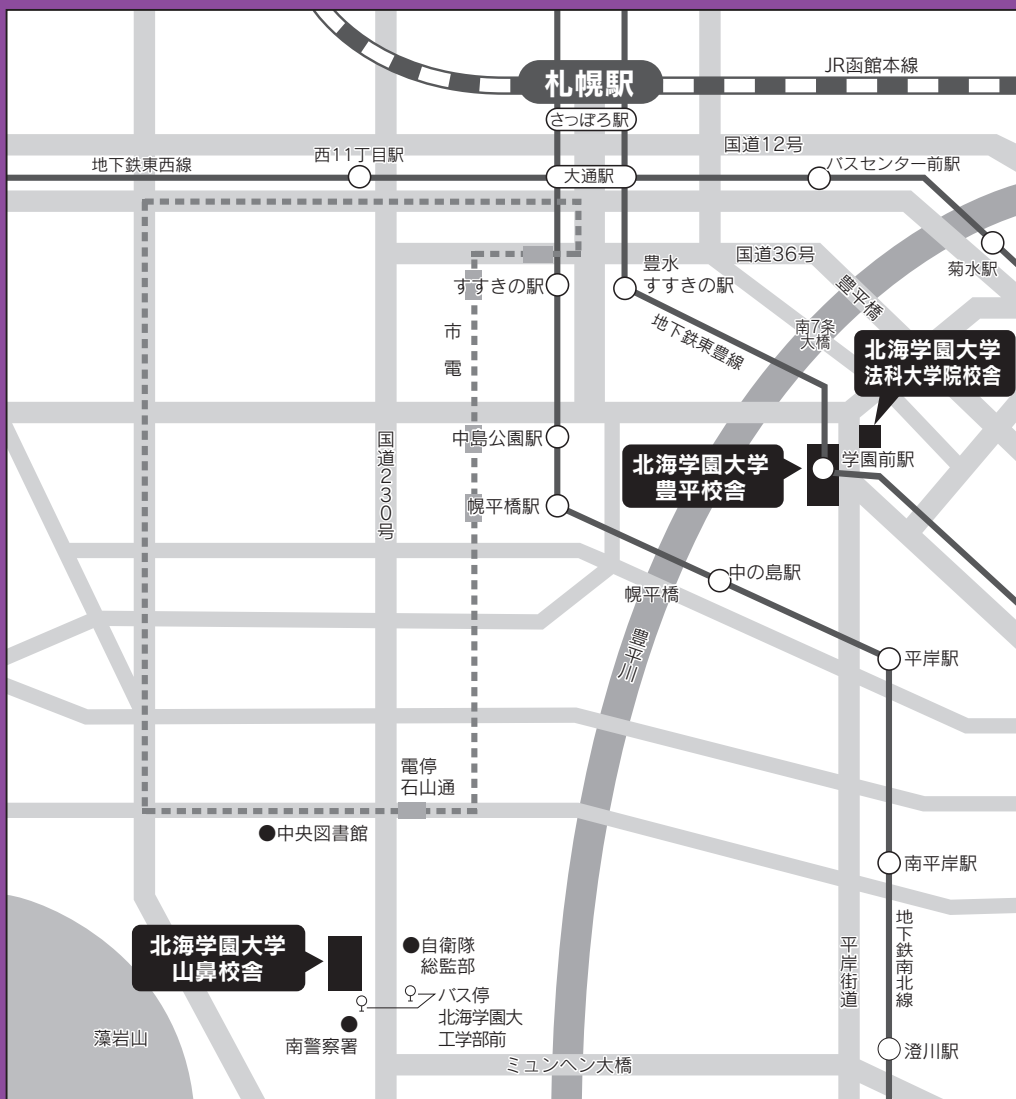 JR函館本線
札幌駅
さっぽろ駅
国道12号
西11丁目駅
地下鉄東西線
大通駅
バスセンター前駅
国道36号
菊水駅
豊水
すすきの駅
すすきの駅
豊平橋
南7条
大橋
地下鉄東豊線
市電
北海学園大学
法科大学院校舎
国道230号
中島公園駅
学園前駅
北海学園大学
豊平校舎
幌平橋駅
中の島駅
幌平橋
豊平川
平岸駅
電停
石山通
中央図書館
南平岸駅
地下鉄南北線
平岸街道
北海学園大学
山鼻校舎
自衛隊
総監部
バス停
北海学園大
工学部前
南警察署
藻岩山
ミュンヘン大橋
澄川駅